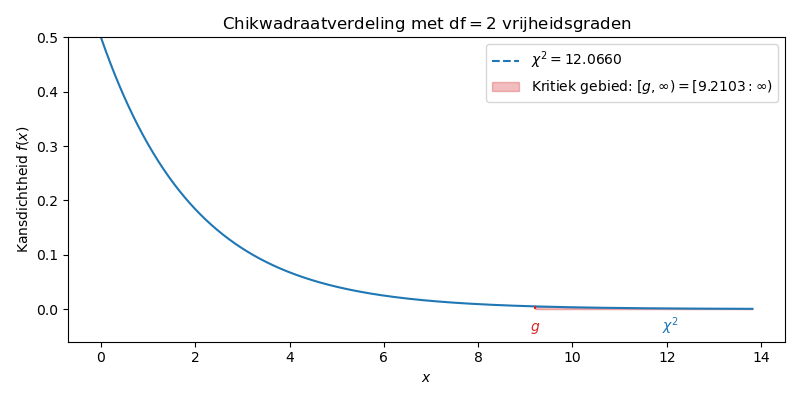 Chikwadraatverdeling met df = 2 vrijheidsgraden
χ² = 12.0660
Kritiek gebied: [g, ∞) = [9.2103 : ∞)
Kansdichtheid f(x)
0.5
0.4
0.3
0.2
0.1
0.0
g
χ²
0 2 4 6 8 10 12 14
x